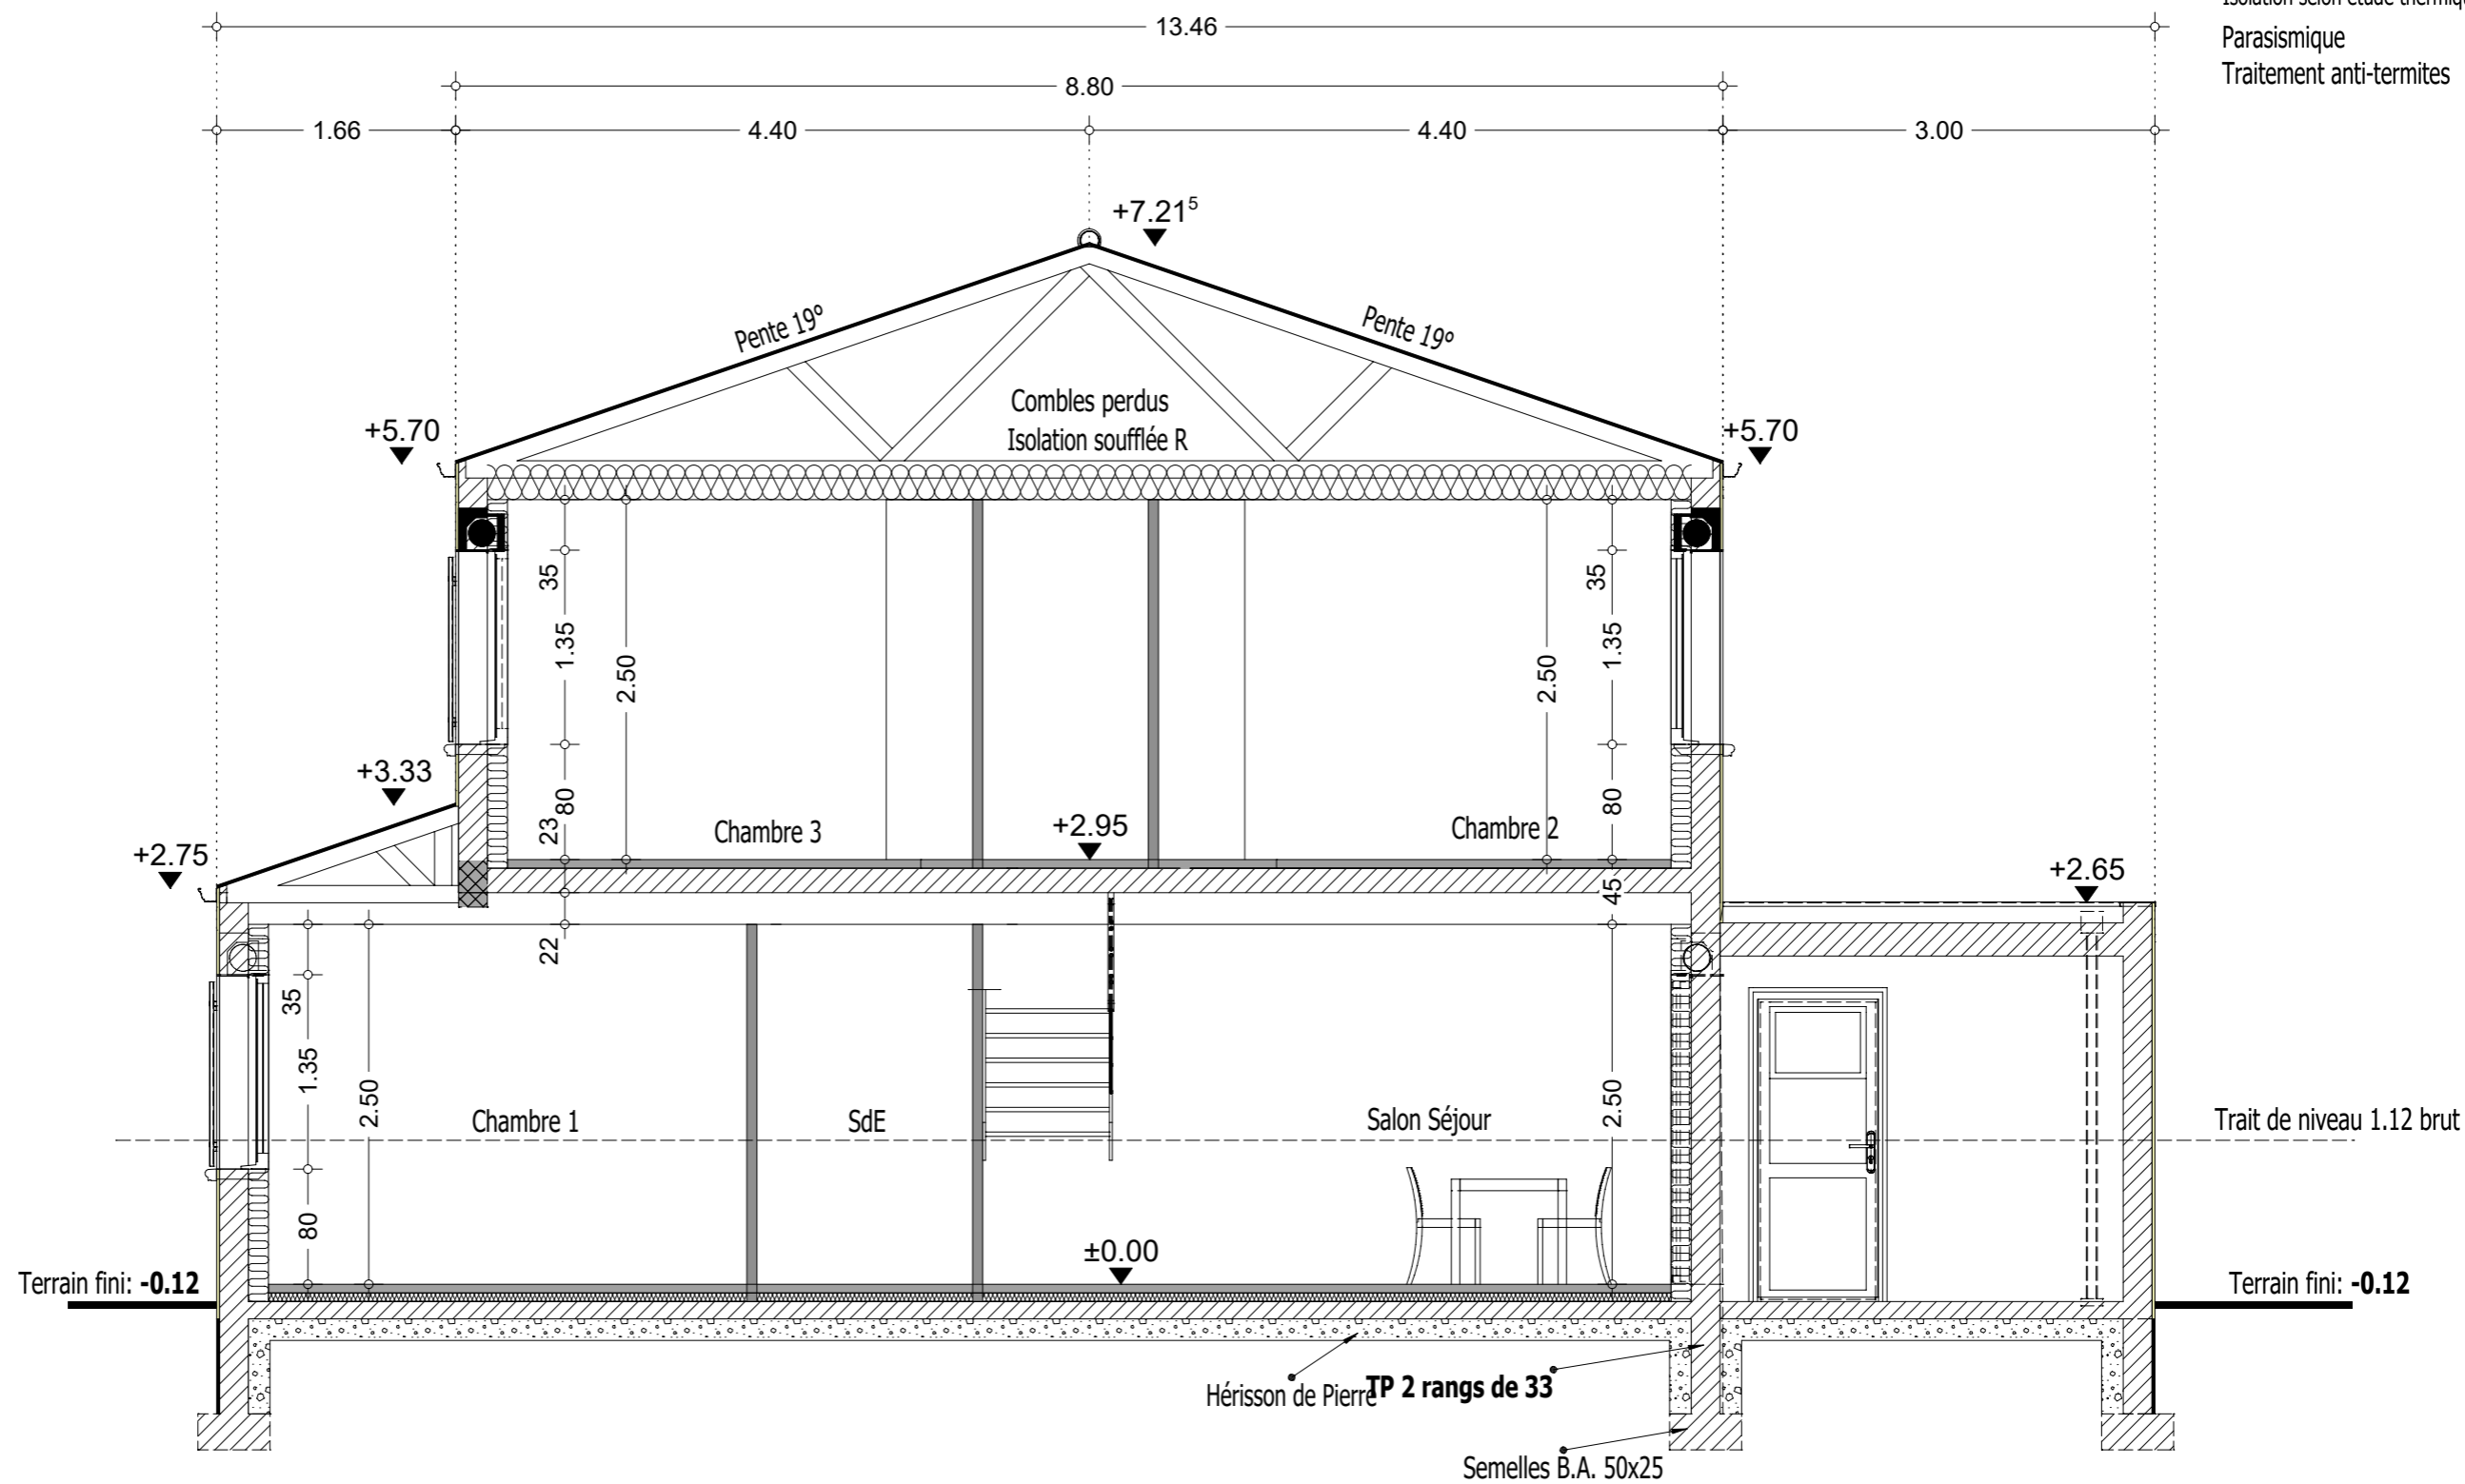 Isolation selon étude thermiq
13.46
Parasismique
Traitement anti-termites
8.80
1.66
4.40
4.40
3.00
+7.21⁵
Pente 19°
Pente 19°
Combles perdus
Isolation soufflée R
+5.70
+5.70
35
1.35
2.50
80
23
2.50
35
1.35
80
45
+3.33
Chambre 3
+2.95
Chambre 2
+2.75
+2.65
22
35
1.35
2.50
80
2.50
Chambre 1
SdE
Salon Séjour
Trait de niveau 1.12 brut
±0.00
Terrain fini: -0.12
Terrain fini: -0.12
Hérisson de Pierre
TP 2 rangs de 33
Semelles B.A. 50x25